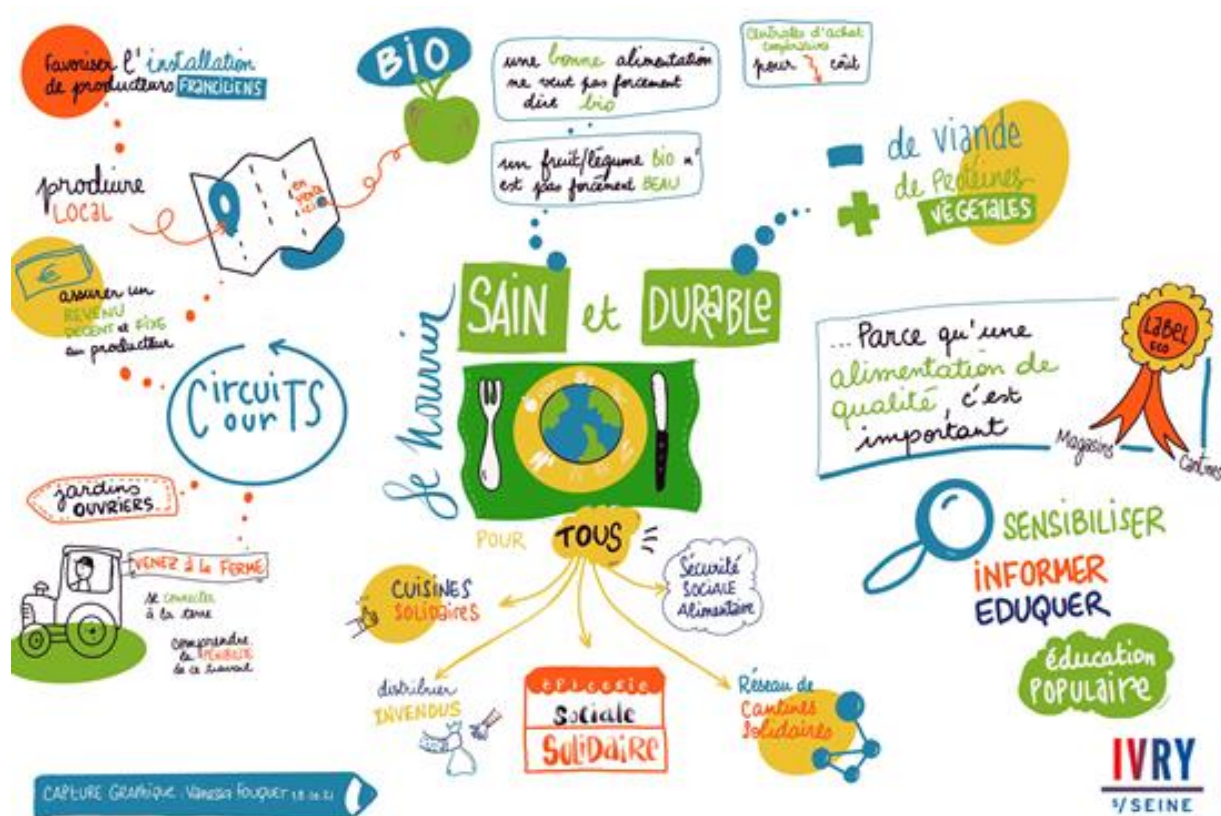 favoriser l'installation
de producteurs FRANCILIENS
produire
LOCAL
en
vente
ici
BiO
une bonne alimentation
ne veut pas forcément
dire bio
un fruit/légume BIO n'
est pas forcément BEAU
Centrales d'achat
pour coût
- de viande
+ de Protéines
VÉGÉTALES
€
assurer un
REVENU
DÉCENT et FIXE
au producteur
CircuiTS
CourTS
Se Nourrir
SAIN et DURABLE
POUR TOUS
...Parce qu'une
alimentation de
qualité, c'est
important
LABEL
ECO
Magasins
Cantines
jardins
OUVRIERS
VENEZ à la FERME
se connecter
à la terre
comprendre
la PÉNIBILITÉ
de ce travail
CUISINES
SOLIDAIRES
Sécurité
SOCIALE
Alimentaire
distribuer
INVENDUS
EPICERIE
Sociale
SOLIDAIRE
Réseau de
Cantines
Solidaires
SENSIBILISER
iNFORMER
EDUQUER
éducation
POPULAIRE
CAPTURE GRAPHIQUE. Vanessa Fouquet
IVRY
S/SEINE